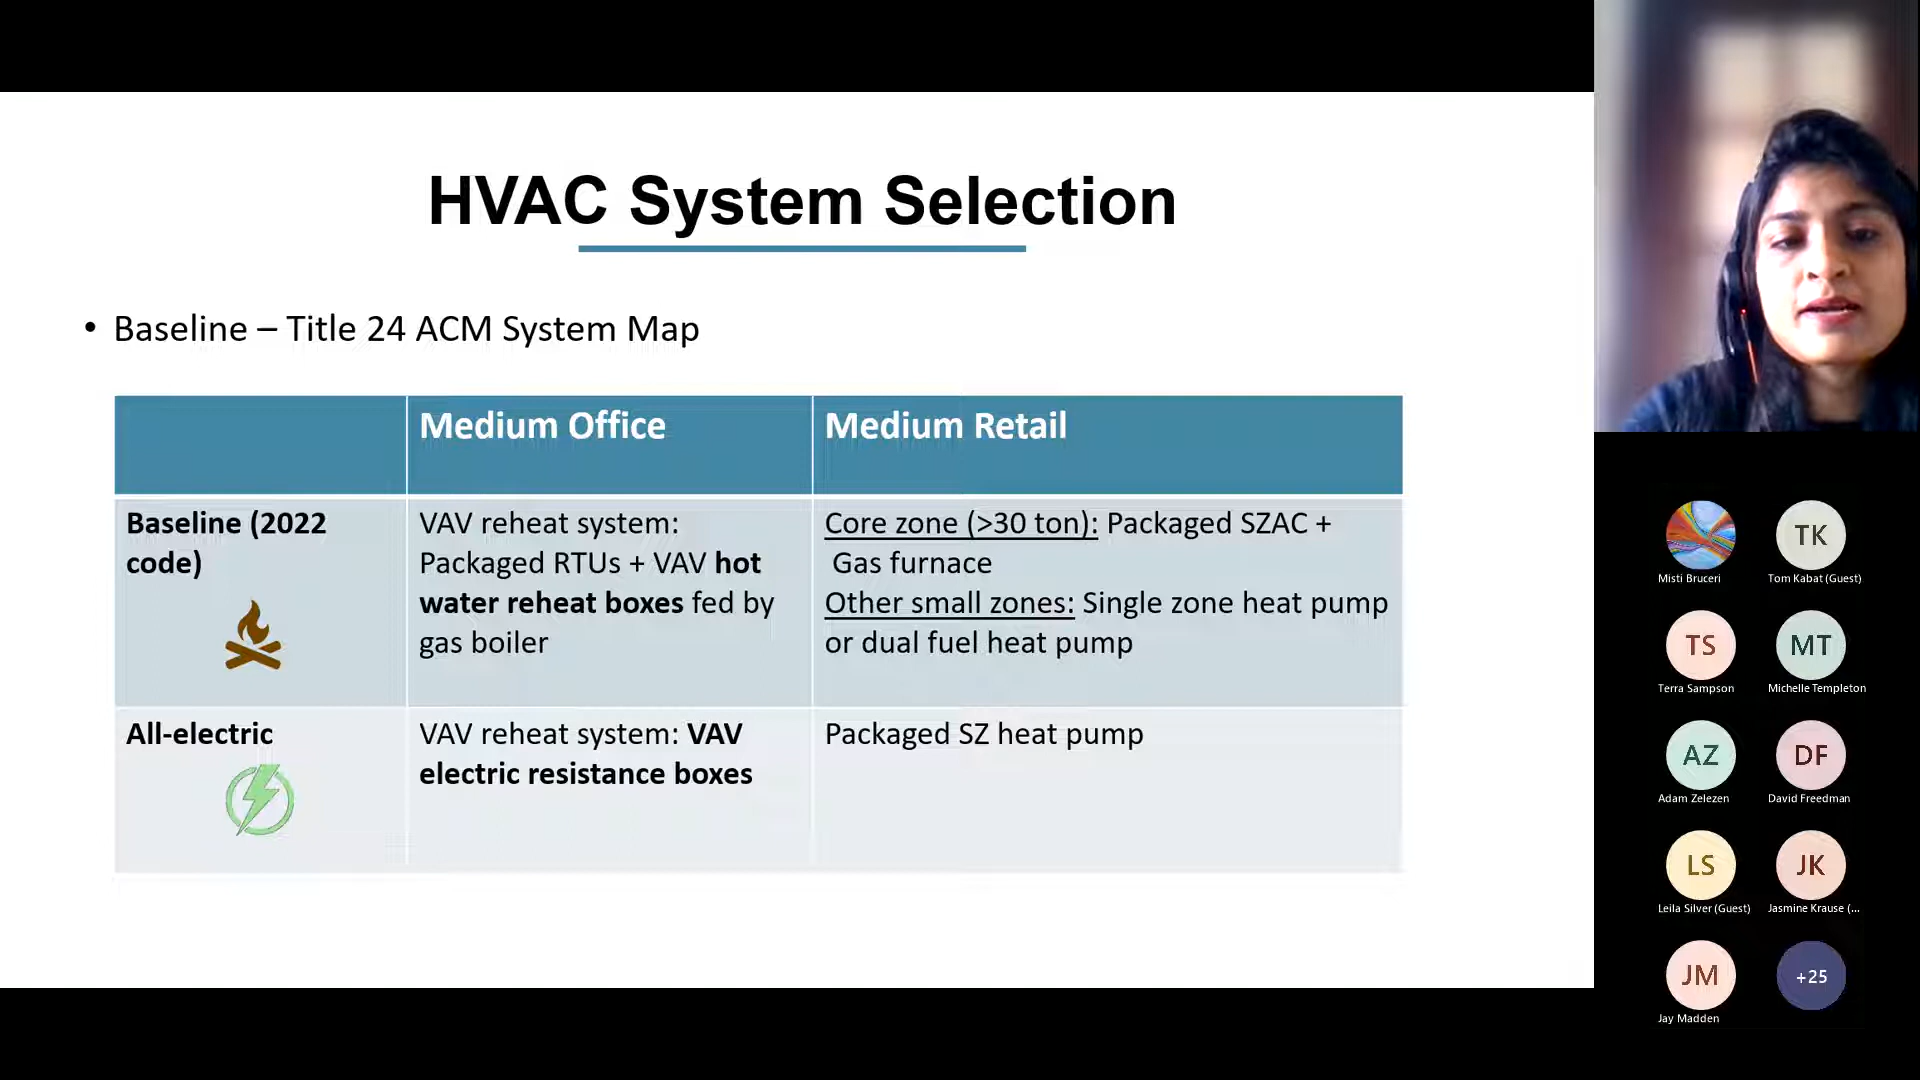 HVAC System Selection
• Baseline – Title 24 ACM System Map
Medium Office
Medium Retail
Baseline (2022
code)
VAV reheat system:
Packaged RTUs + VAV hot
water reheat boxes fed by
gas boiler
Core zone (>30 ton): Packaged SZAC +
Gas furnace
Other small zones: Single zone heat pump
or dual fuel heat pump
All-electric
VAV reheat system: VAV
electric resistance boxes
Packaged SZ heat pump
Misti Bruceri
TK
Tom Kabat (Guest)
TS
Terra Sampson
MT
Michelle Templeton
AZ
Adam Zelezen
DF
David Freedman
LS
Leila Silver (Guest)
JK
Jasmine Krause (...
JM
Jay Madden
+25